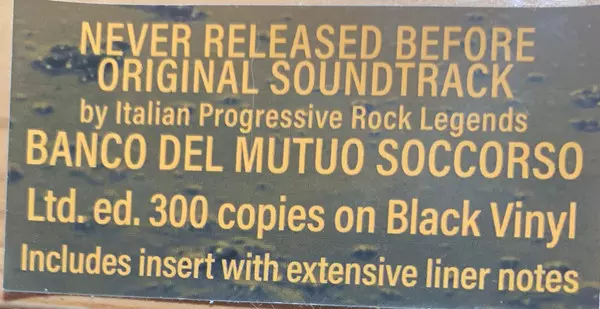 NEVER RELEASED BEFORE
ORIGINAL SOUNDTRACK
by Italian Progressive Rock Legends
BANCO DEL MUTUO SOCCORSO
Ltd. ed. 300 copies on Black Vinyl
Includes insert with extensive liner notes